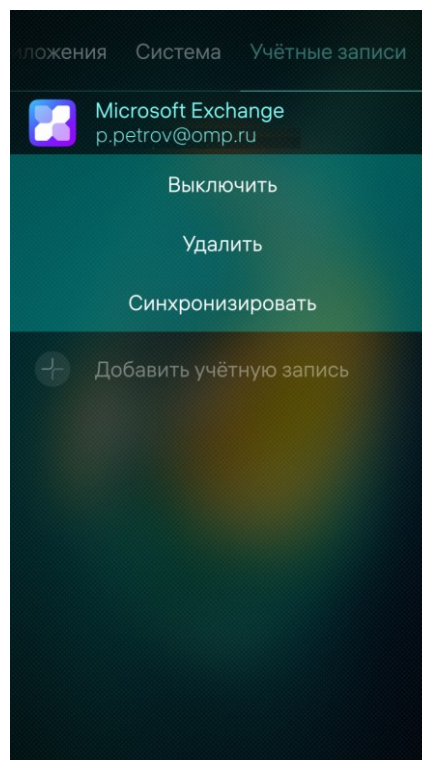 иложения Система Учётные записи
Microsoft Exchange
p.petrov@omp.ru
Выключить
Удалить
Синхронизировать
Добавить учётную запись